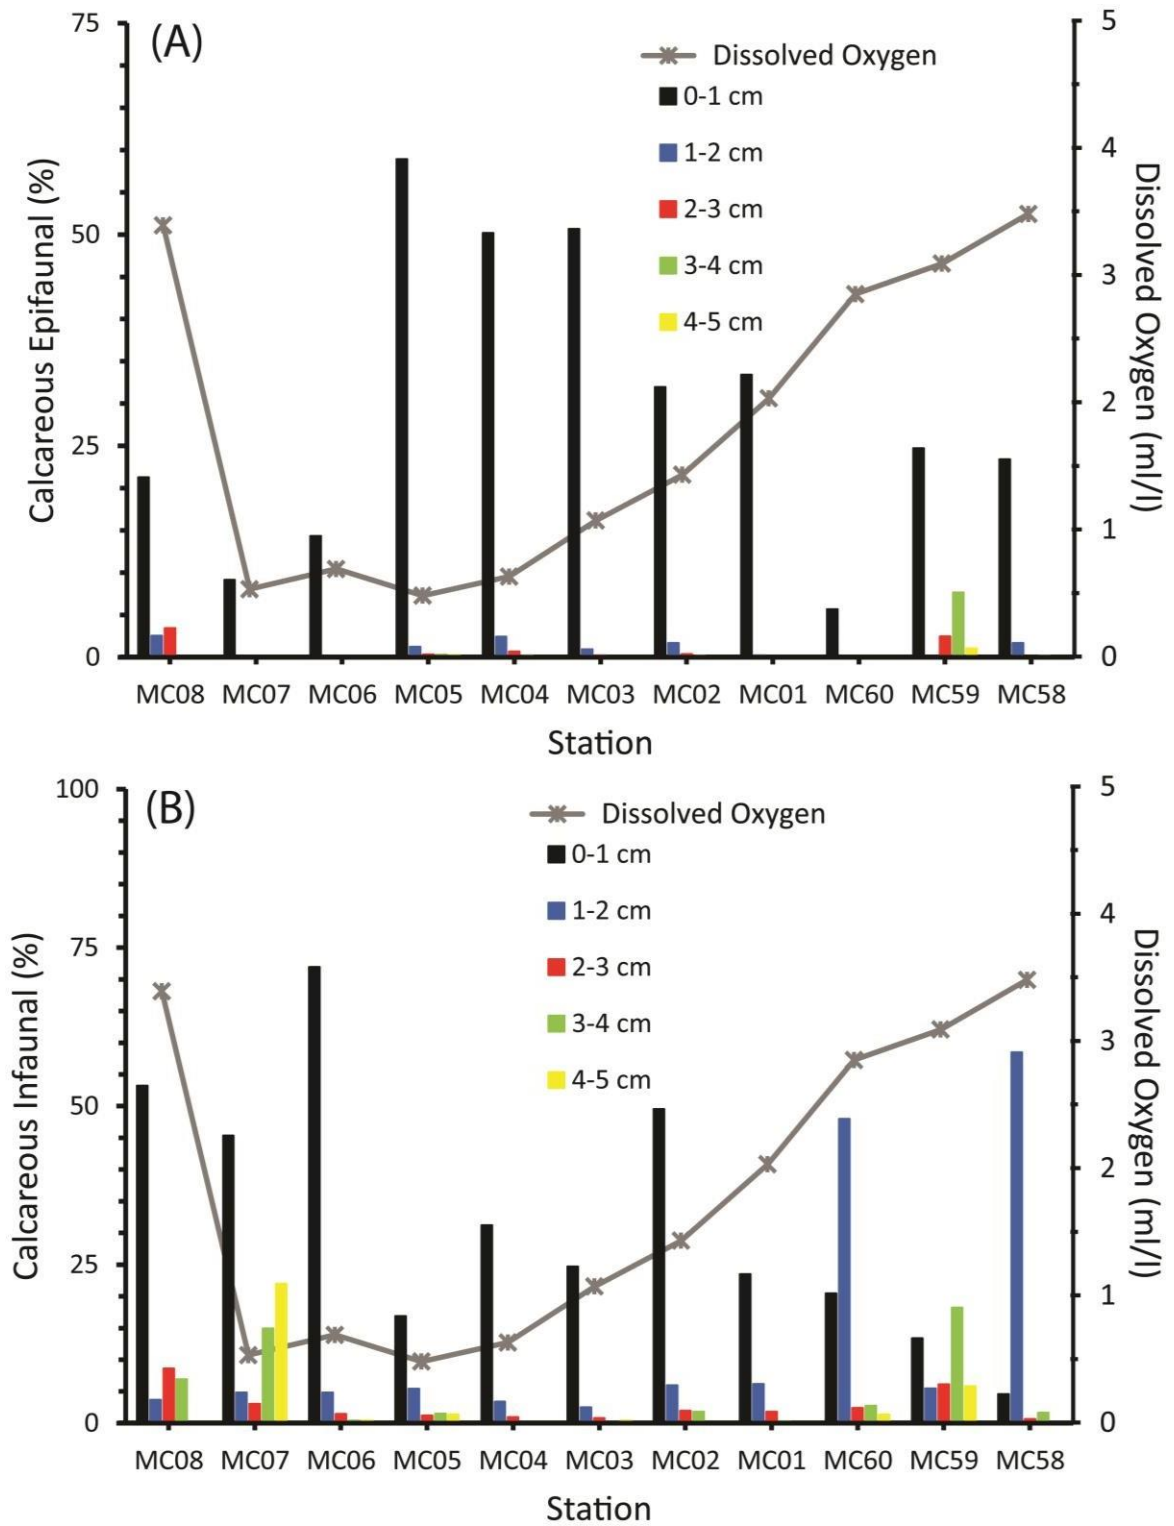 (A)
75
50
25
0
Calcareous Epifaunal (%)
Dissolved Oxygen
0-1 cm
1-2 cm
2-3 cm
3-4 cm
4-5 cm
5
4
3
2
1
0
Dissolved Oxygen (ml/l)
MC08 MC07 MC06 MC05 MC04 MC03 MC02 MC01 MC60 MC59 MC58
Station
(B)
100
75
50
25
0
Calcareous Infaunal (%)
Dissolved Oxygen
0-1 cm
1-2 cm
2-3 cm
3-4 cm
4-5 cm
5
4
3
2
1
0
Dissolved Oxygen (ml/l)
MC08 MC07 MC06 MC05 MC04 MC03 MC02 MC01 MC60 MC59 MC58
Station